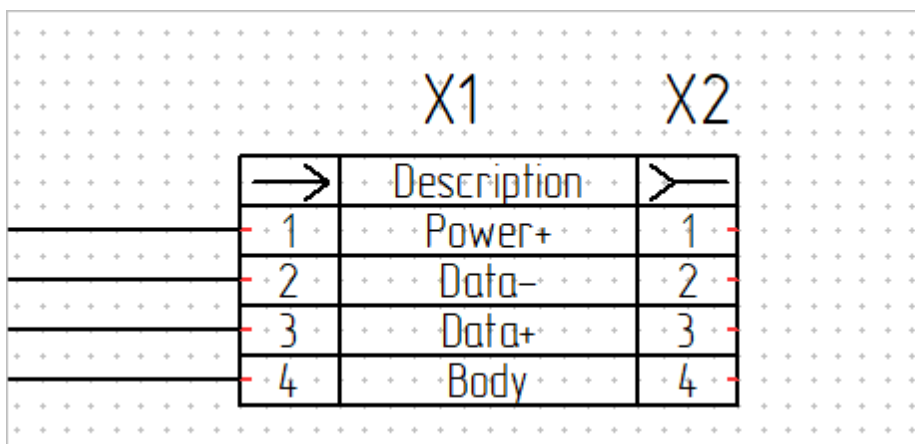 X1 X2
Description
1 Power+ 1
2 Data- 2
3 Data+ 3
4 Body 4